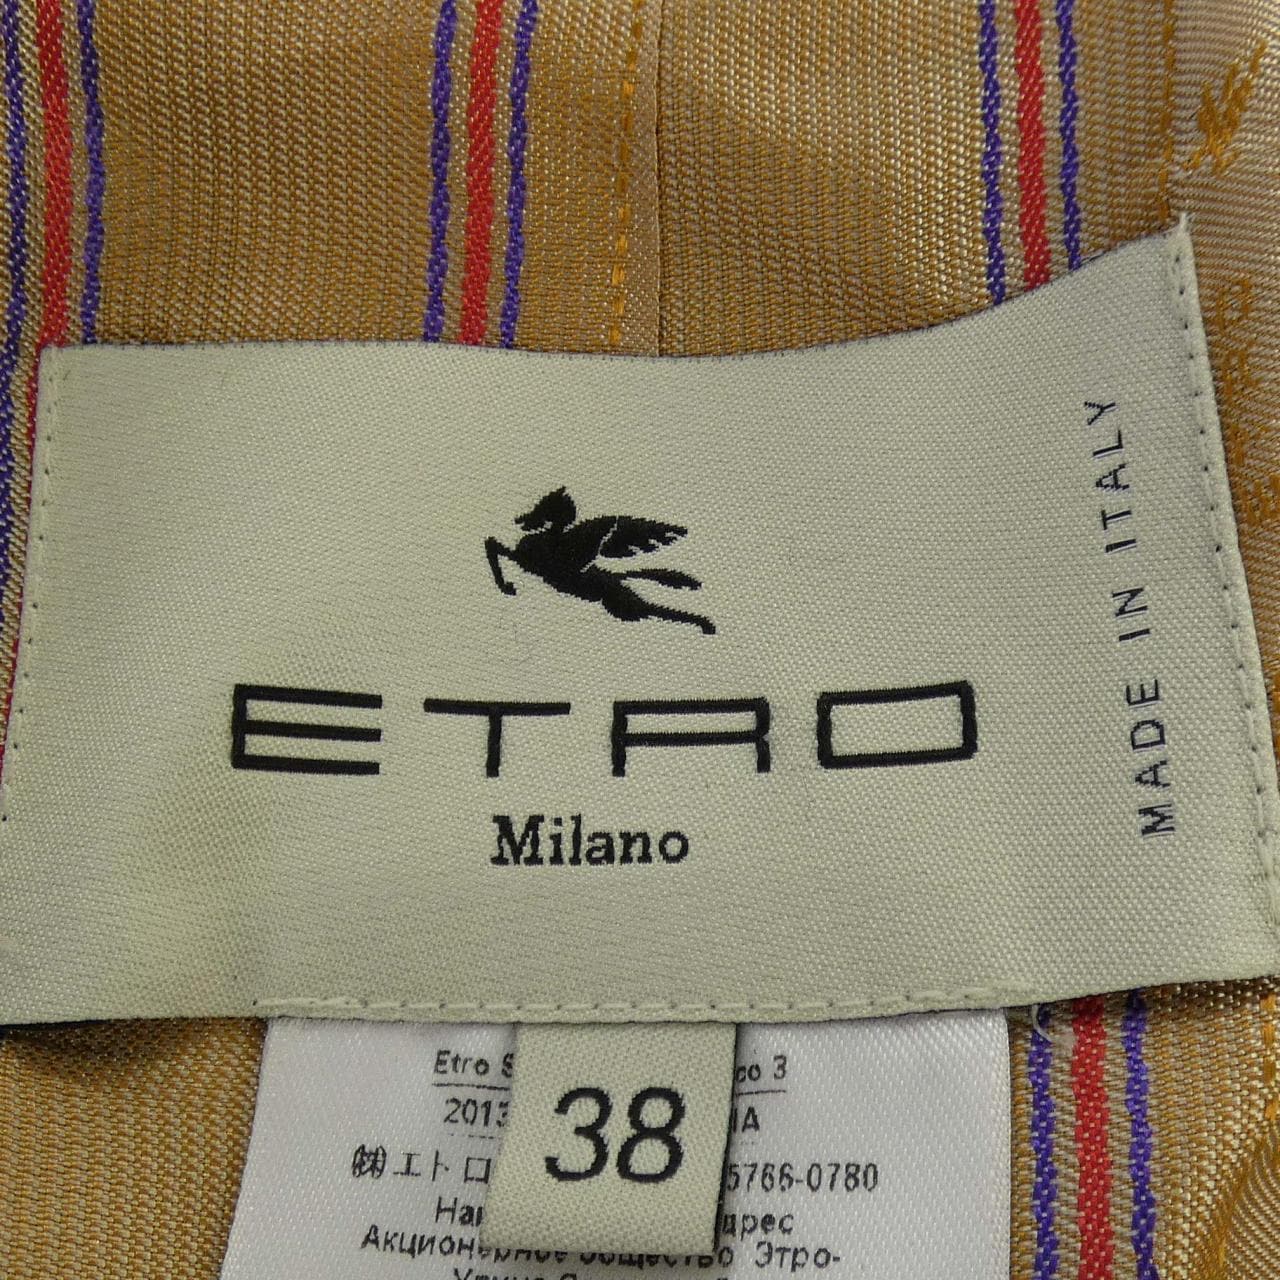 ETRO
Milano
MADE IN ITALY
38
Etro
co 3
2013
IA
㈱エトロ
5766-0780
Акционерное общество Этро-